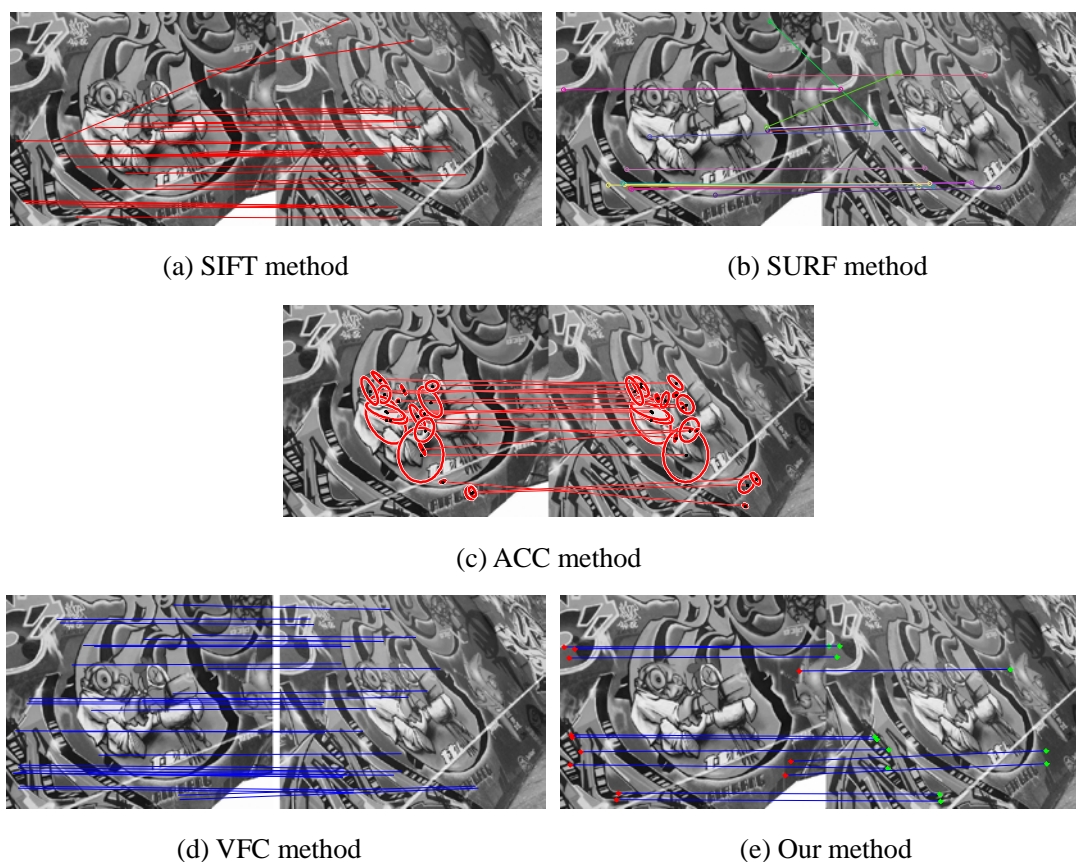 (a) SIFT method
(b) SURF method
(c) ACC method
(d) VFC method
(e) Our method